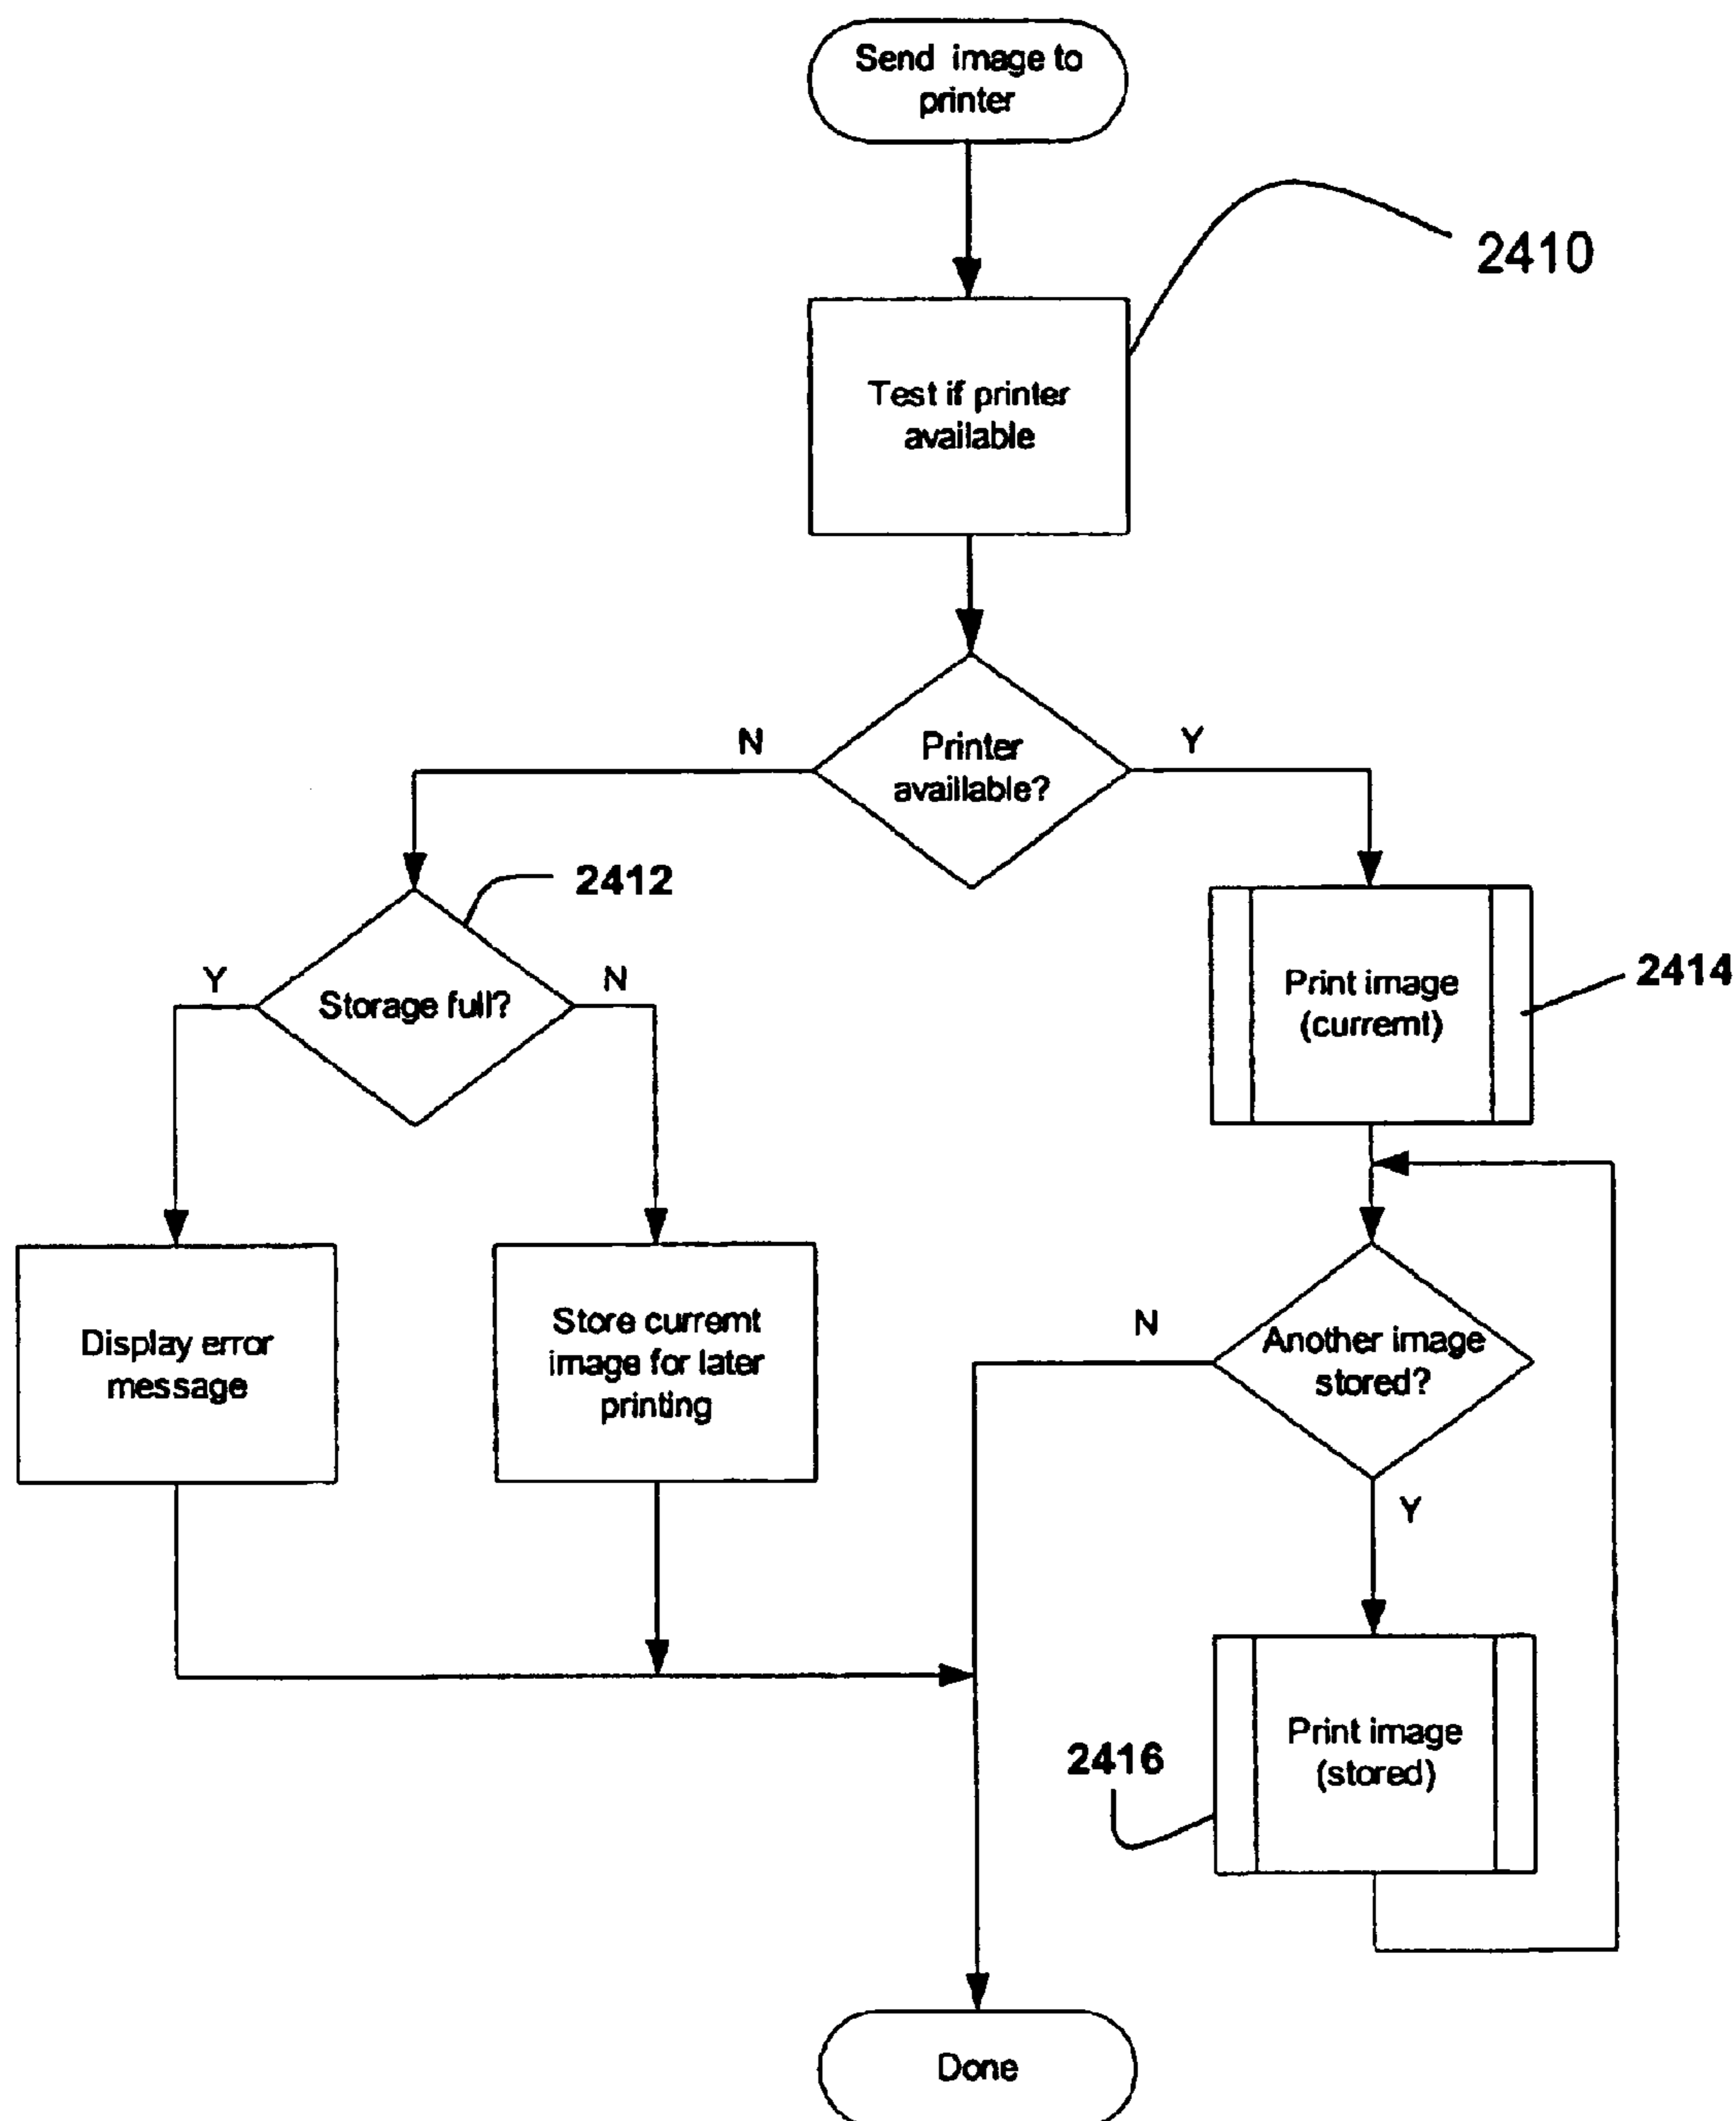 Send image to
printer
2410
Test if printer
available
N
Printer
availlable?
Y
2412
Y
Storage full?
N
Print image
(curremt)
2414
Display error
message
Store curremt
image for later
printing
N
Another image
stored?
Y
2416
Print image
(stored)
Done